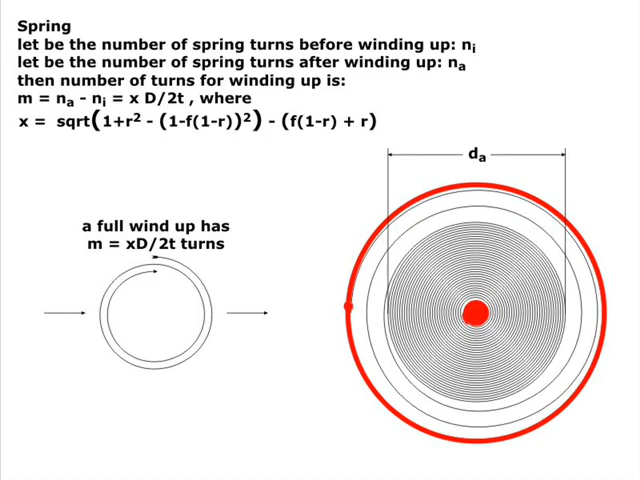 Spring
let be the number of spring turns before winding up: nᵢ
let be the number of spring turns after winding up: nₐ
then number of turns for winding up is:
m = nₐ - nᵢ = x D/2t , where
x = sqrt(1+r² - (1-f(1-r))²) - (f(1-r) + r)
dₐ
a full wind up has
m = xD/2t turns